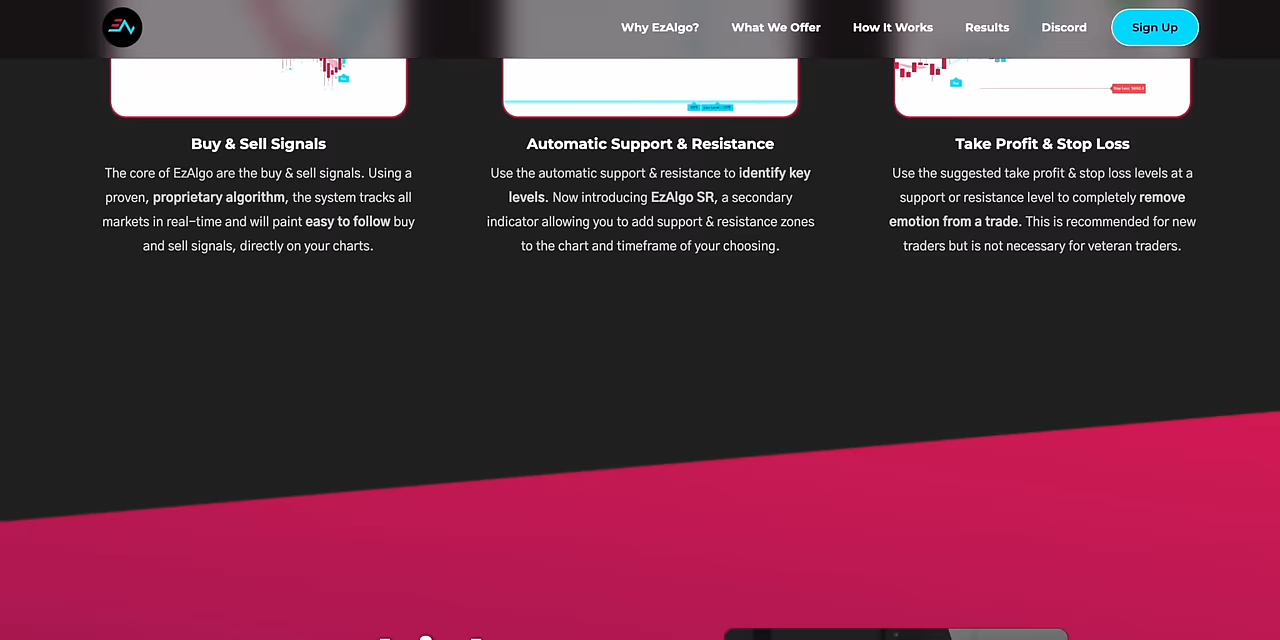 Why EzAlgo?
What We Offer
How It Works
Results
Discord
Sign Up
Buy & Sell Signals
The core of EzAlgo are the buy & sell signals. Using a
proven, proprietary algorithm, the system tracks all
markets in real-time and will paint easy to follow buy
and sell signals, directly on your charts.
Automatic Support & Resistance
Use the automatic support & resistance to identify key
levels. Now introducing EzAlgo SR, a secondary
indicator allowing you to add support & resistance zones
to the chart and timeframe of your choosing.
Take Profit & Stop Loss
Use the suggested take profit & stop loss levels at a
support or resistance level to completely remove
emotion from a trade. This is recommended for new
traders but is not necessary for veteran traders.